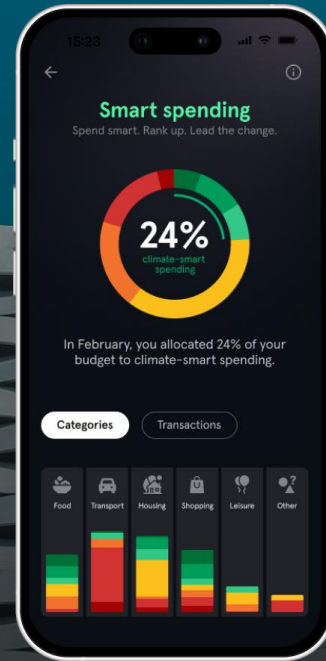 15:23
Smart spending
Spend smart. Rank up. Lead the change.
24%
climate-smart
spending
In February, you allocated 24% of your
budget to climate-smart spending.
Categories
Transactions
Food Transport Housing Shopping Leisure Other